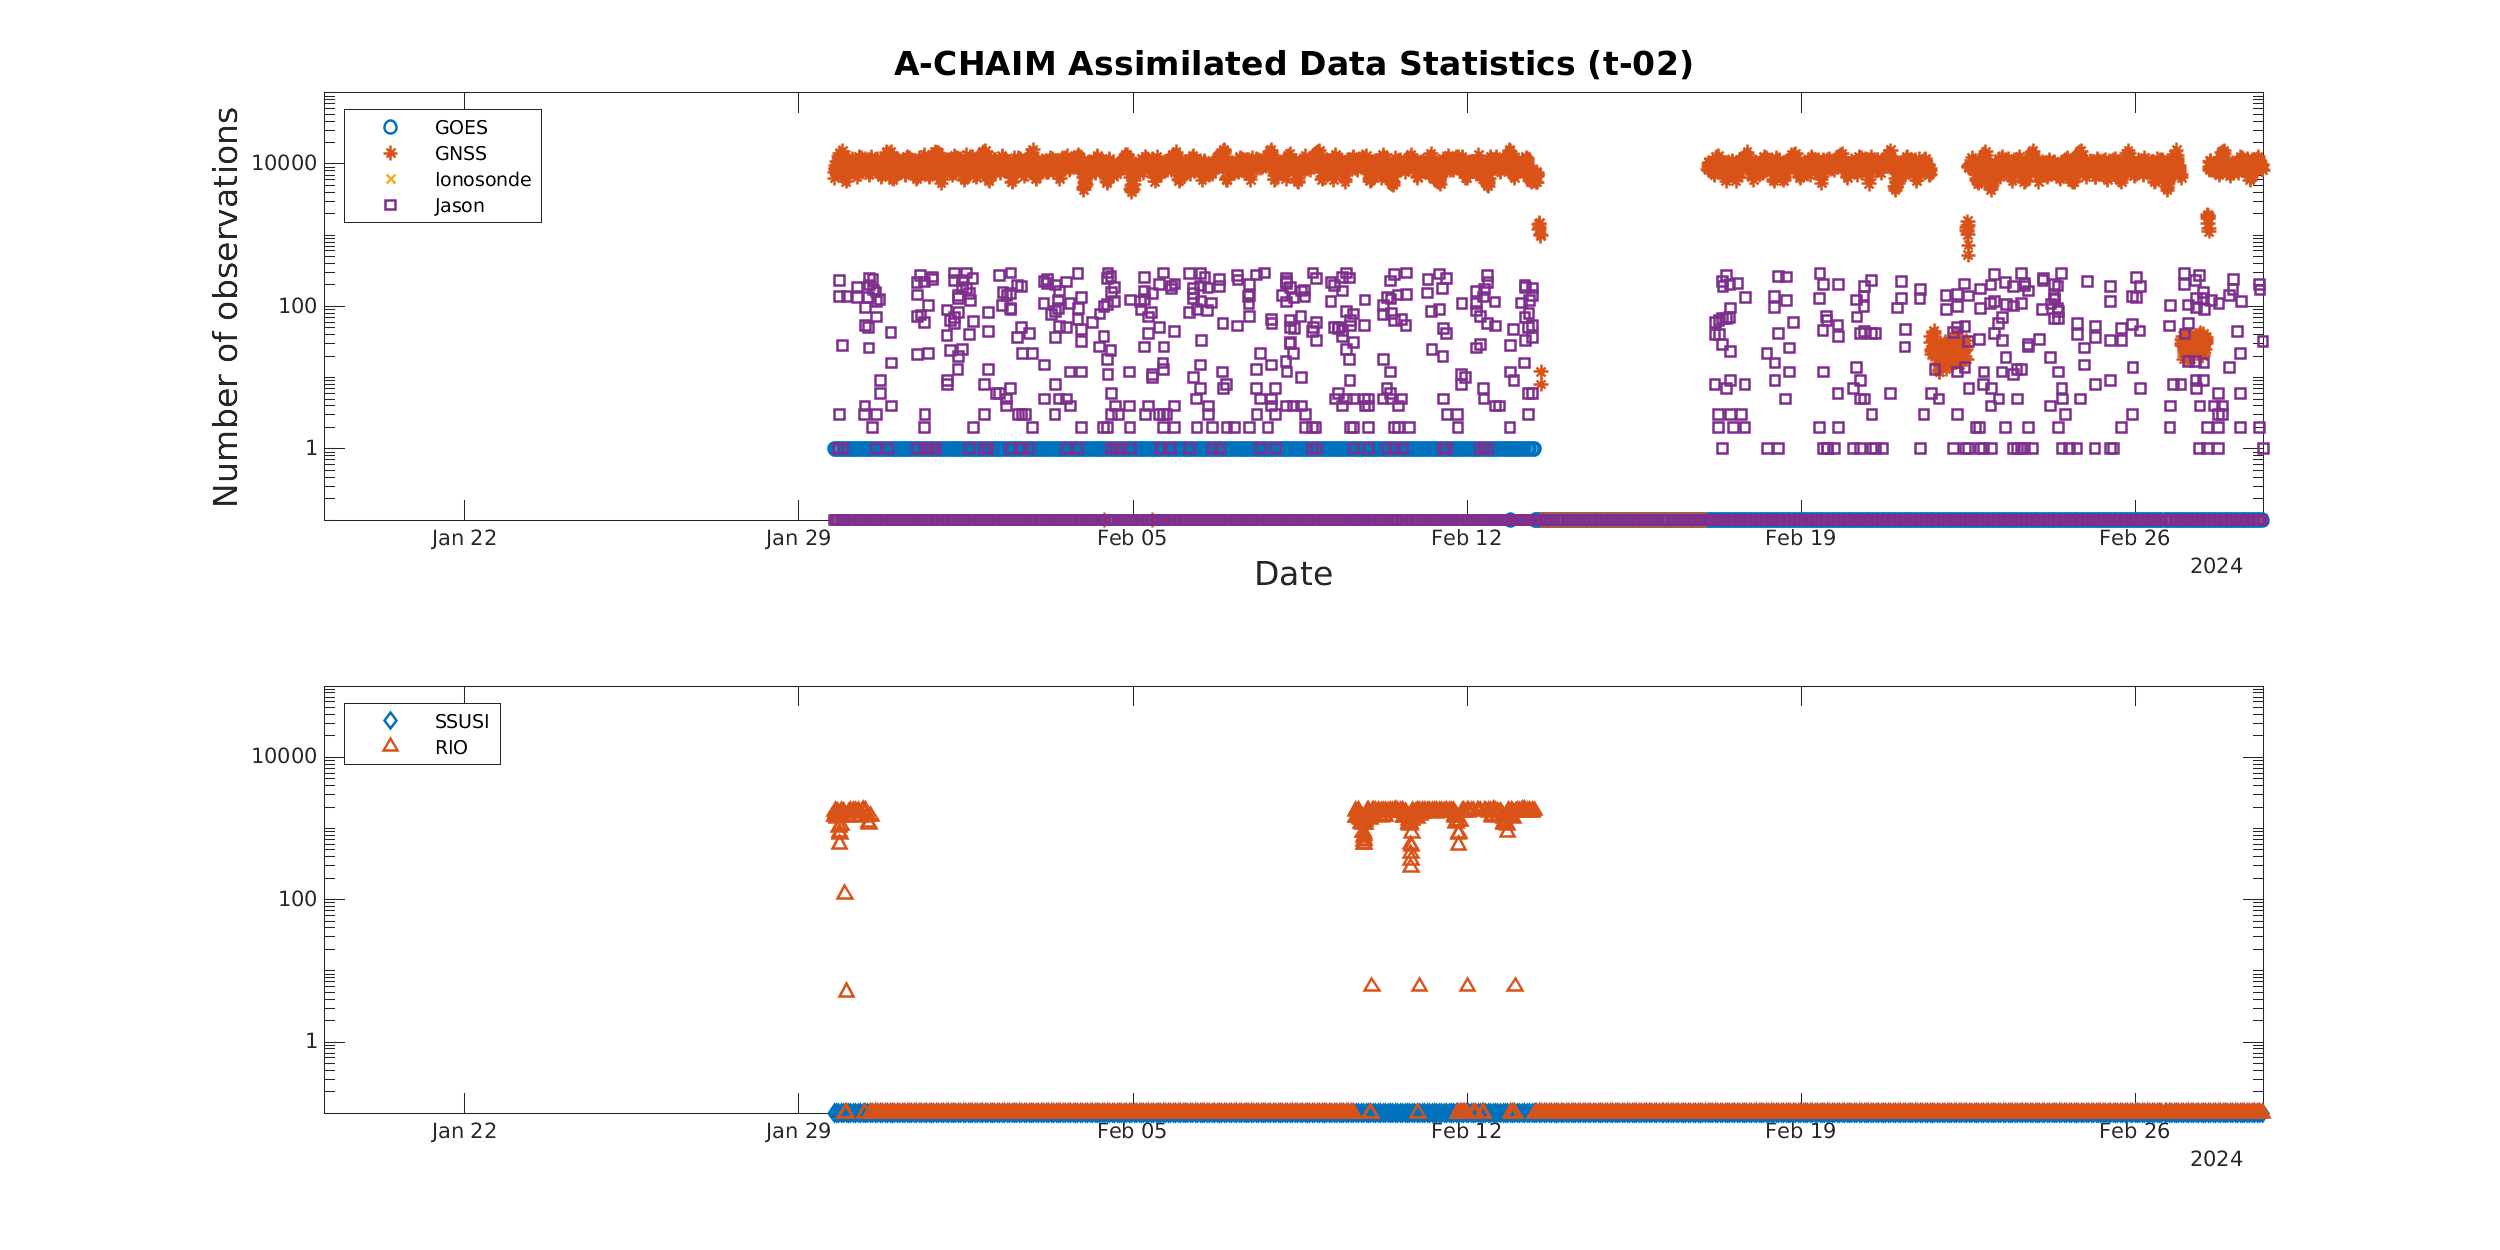 A-CHAIM Assimilated Data Statistics (t-02)
Number of observations
10000
100
1
GOES
GNSS
Ionosonde
Jason
Jan 22
Jan 29
Feb 05
Feb 12
Feb 19
Feb 26
2024
Date
10000
100
1
SSUSI
RIO
Jan 22
Jan 29
Feb 05
Feb 12
Feb 19
Feb 26
2024